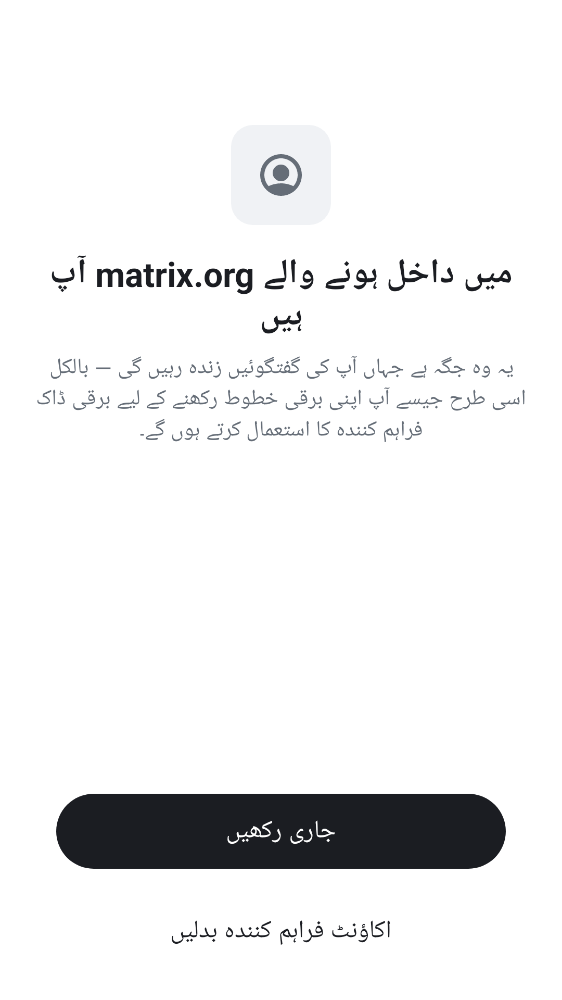 آپ matrix.org میں داخل ہونے والے
ہیں
یہ وہ جگہ ہے جہاں آپ کی گفتگوئیں زندہ رہیں گی — بالکل
اسی طرح جیسے آپ اپنی برقی خطوط رکھنے کے لیے برقی ڈاک
فراہم کنندہ کا استعمال کرتے ہوں گے۔
جاری رکھیں
اکاؤنٹ فراہم کنندہ بدلیں